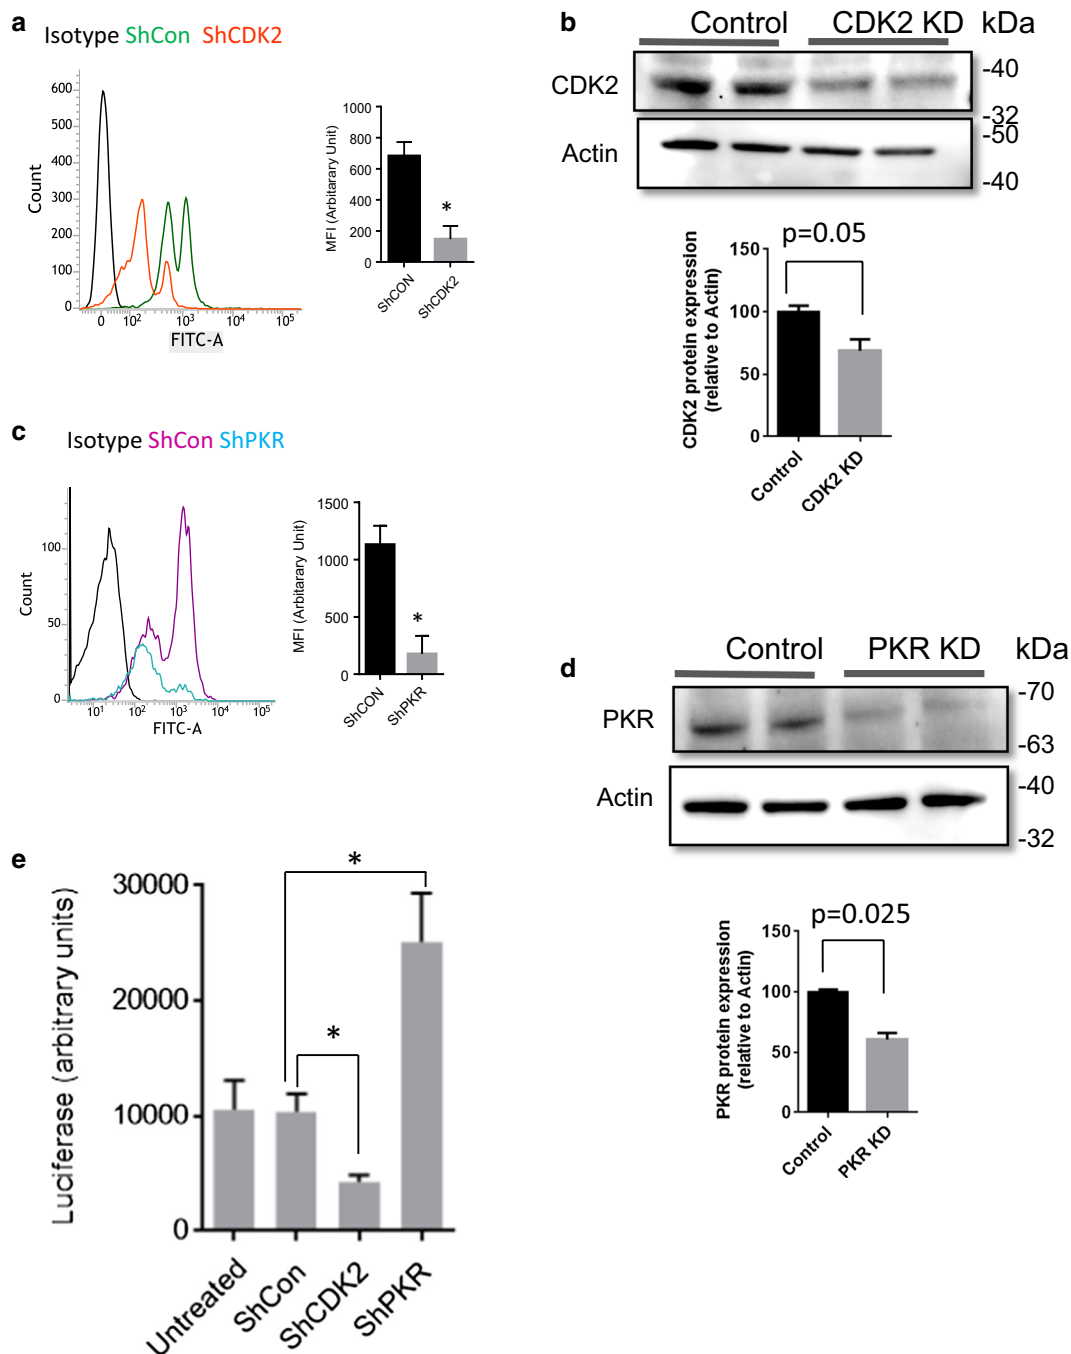 a
Isotype ShCon ShCDK2
600
500
400
300
200
100
0
Count
0 10² 10³ 10⁴ 10⁵
FITC-A
1000
800
600
400
200
0
MFI (Arbitarary Unit)
*
ShCON
ShCDK2
b
Control CDK2 KD kDa
CDK2
-40
-32
Actin
-50
-40
p=0.05
150
100
50
0
CDK2 protein expression
(relative to Actin)
Control
CDK2 KD
c
Isotype ShCon ShPKR
100
50
0
Count
10¹ 10² 10³ 10⁴ 10⁵
FITC-A
1500
1000
500
0
MFI (Arbitarary Unit)
*
ShCON
ShPKR
d
Control PKR KD kDa
PKR
-70
-63
Actin
-40
-32
p=0.025
150
100
50
0
PKR protein expression
(relative to Actin)
Control
PKR KD
e
30000
20000
10000
0
Luciferase (arbitrary units)
*
*
Untreated
ShCon
ShCDK2
ShPKR